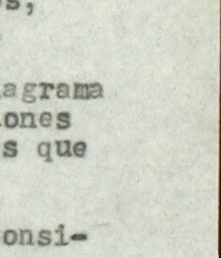 s,
agrama
ones
s que
onsi-